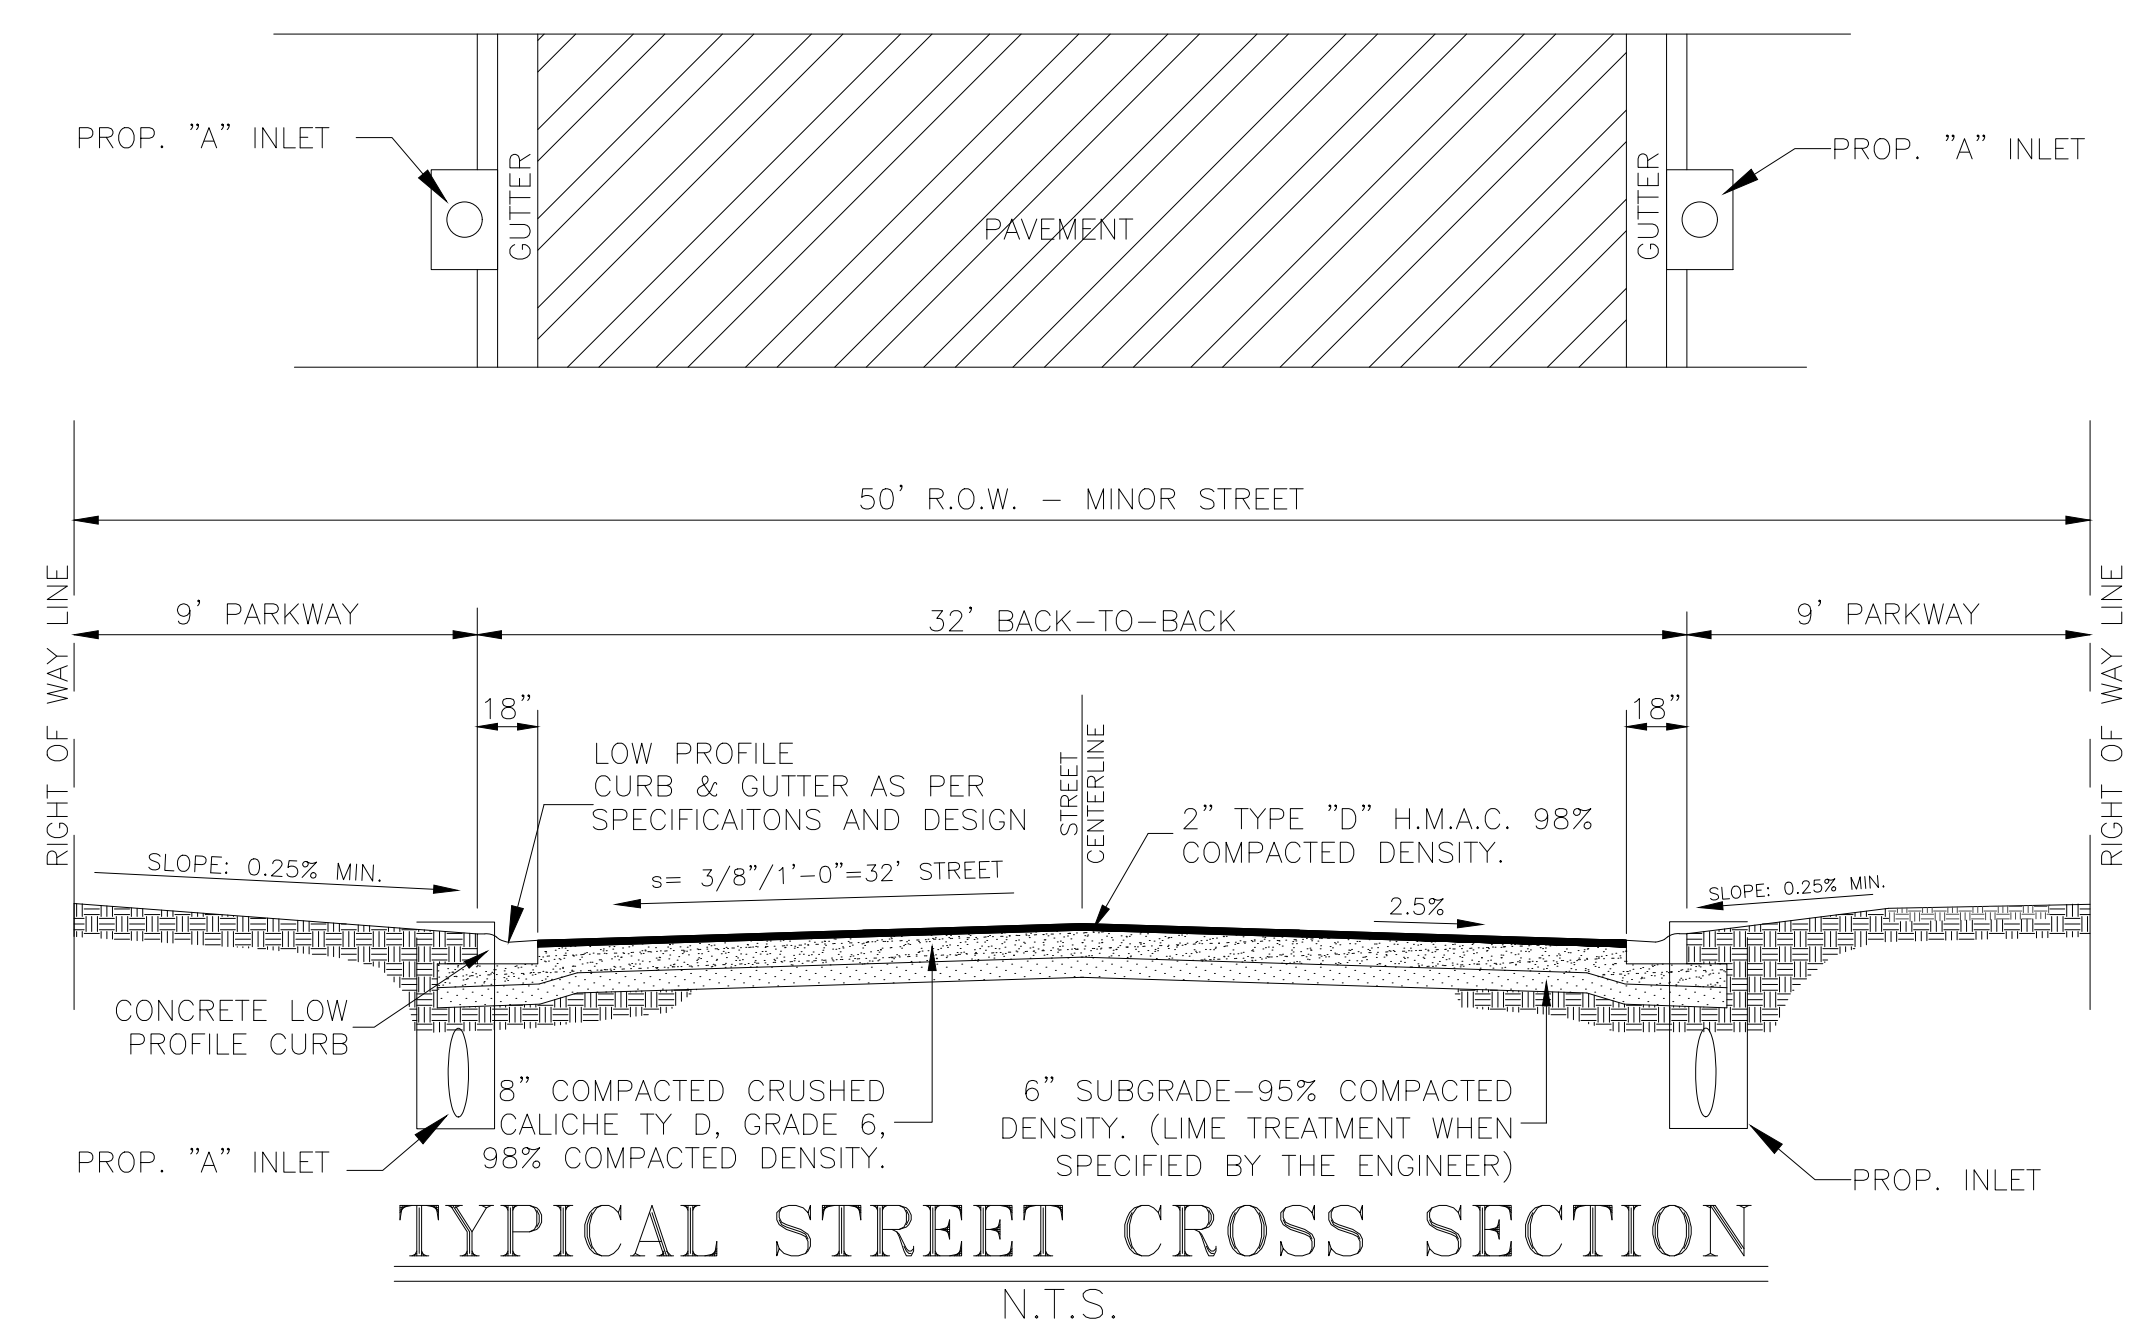 PROP. "A" INLET
GUTTER
PAVEMENT
GUTTER
PROP. "A" INLET
50' R.O.W. - MINOR STREET
RIGHT OF WAY LINE
9' PARKWAY
32' BACK-TO-BACK
9' PARKWAY
RIGHT OF WAY LINE
18"
18"
LOW PROFILE
CURB & GUTTER AS PER
SPECIFICAITONS AND DESIGN
STREET
CENTERLINE
2" TYPE "D" H.M.A.C. 98%
COMPACTED DENSITY.
SLOPE: 0.25% MIN.
s= 3/8"/1'-0"=32' STREET
2.5%
SLOPE: 0.25% MIN.
CONCRETE LOW
PROFILE CURB
8" COMPACTED CRUSHED
CALICHE TY D, GRADE 6,
98% COMPACTED DENSITY.
6" SUBGRADE-95% COMPACTED
DENSITY. (LIME TREATMENT WHEN
SPECIFIED BY THE ENGINEER)
PROP. "A" INLET
PROP. INLET
TYPICAL STREET CROSS SECTION
N.T.S.